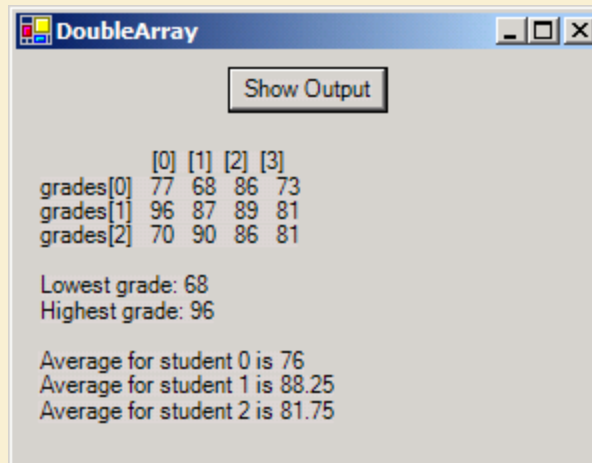 DoubleArray
Show Output
[0] [1] [2] [3]
grades[0] 77 68 86 73
grades[1] 96 87 89 81
grades[2] 70 90 86 81
Lowest grade: 68
Highest grade: 96
Average for student 0 is 76
Average for student 1 is 88.25
Average for student 2 is 81.75